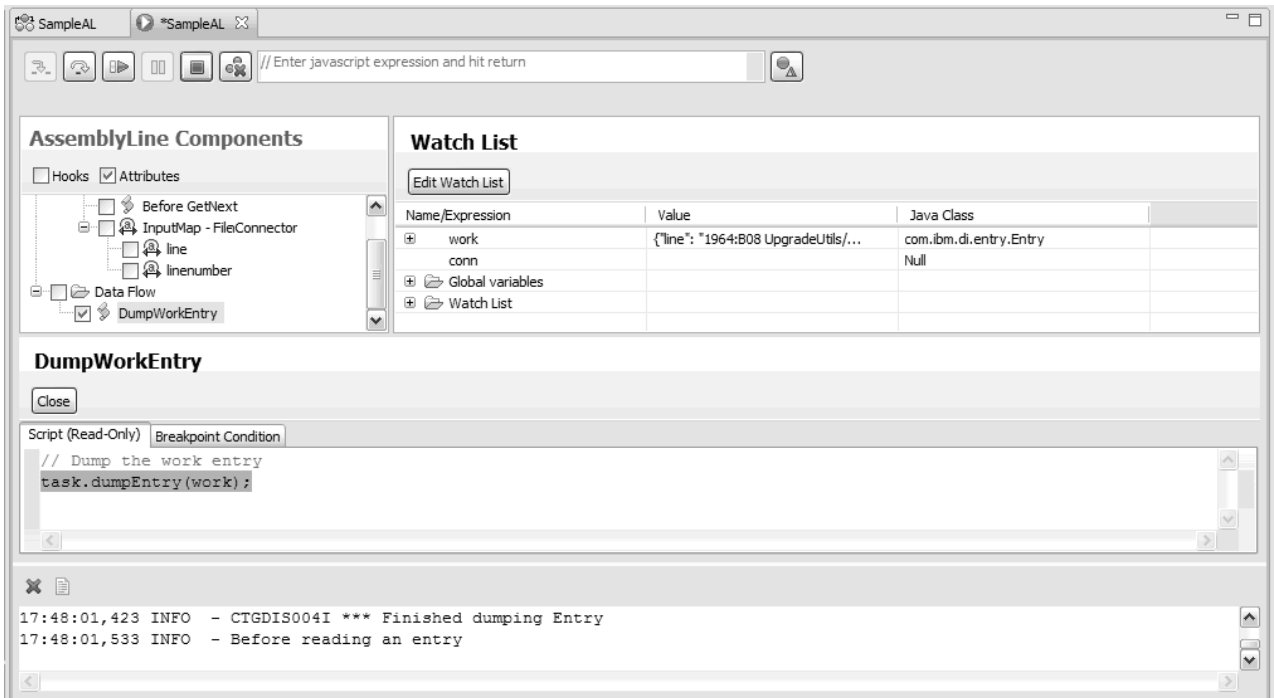 SampleAL
*SampleAL
// Enter javascript expression and hit return
AssemblyLine Components
Hooks Attributes
Before GetNext
InputMap - FileConnector
line
linenumber
Data Flow
DumpWorkEntry
Watch List
Edit Watch List
Name/Expression Value Java Class
work {"line": "1964:B08 UpgradeUtils/... com.ibm.di.entry.Entry
conn Null
Global variables
Watch List
DumpWorkEntry
Close
Script (Read-Only) Breakpoint Condition
// Dump the work entry
task.dumpEntry(work);
17:48:01,423 INFO - CTGDIS004I *** Finished dumping Entry
17:48:01,533 INFO - Before reading an entry